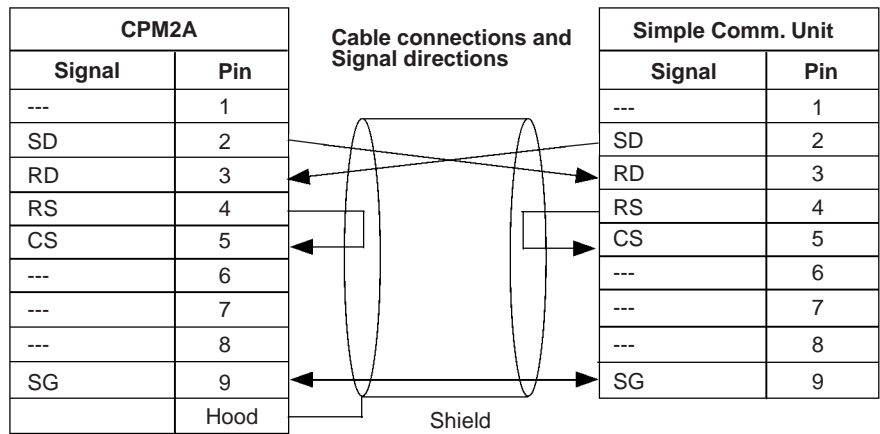 CPM2A
Signal Pin
--- 1
SD 2
RD 3
RS 4
CS 5
--- 6
--- 7
--- 8
SG 9
Hood
Cable connections and
Signal directions
Shield
Simple Comm. Unit
Signal Pin
--- 1
SD 2
RD 3
RS 4
CS 5
--- 6
--- 7
--- 8
SG 9